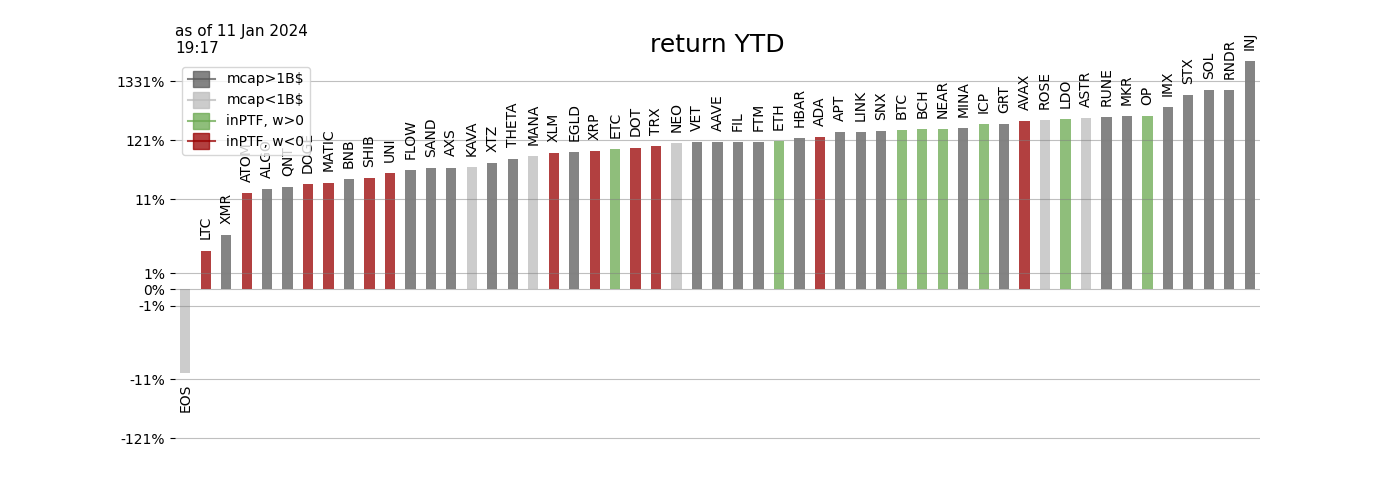 as of 11 Jan 2024
19:17
return YTD
mcap>1B$
mcap<1B$
inPTF, w>0
inPTF, w<0
1331%
121%
11%
1%
0%
-1%
-11%
-121%
EOS
LTC
XMR
ATOM
ALGO
QNT
DOGE
MATIC
BNB
SHIB
UNI
FLOW
SAND
AXS
KAVA
XTZ
THETA
MANA
XLM
EGLD
XRP
ETC
DOT
TRX
NEO
VET
AAVE
FIL
FTM
ETH
HBAR
ADA
APT
LINK
SNX
BTC
BCH
NEAR
MINA
ICP
GRT
AVAX
ROSE
LDO
ASTR
RUNE
MKR
OP
IMX
STX
SOL
RNDR
INJ